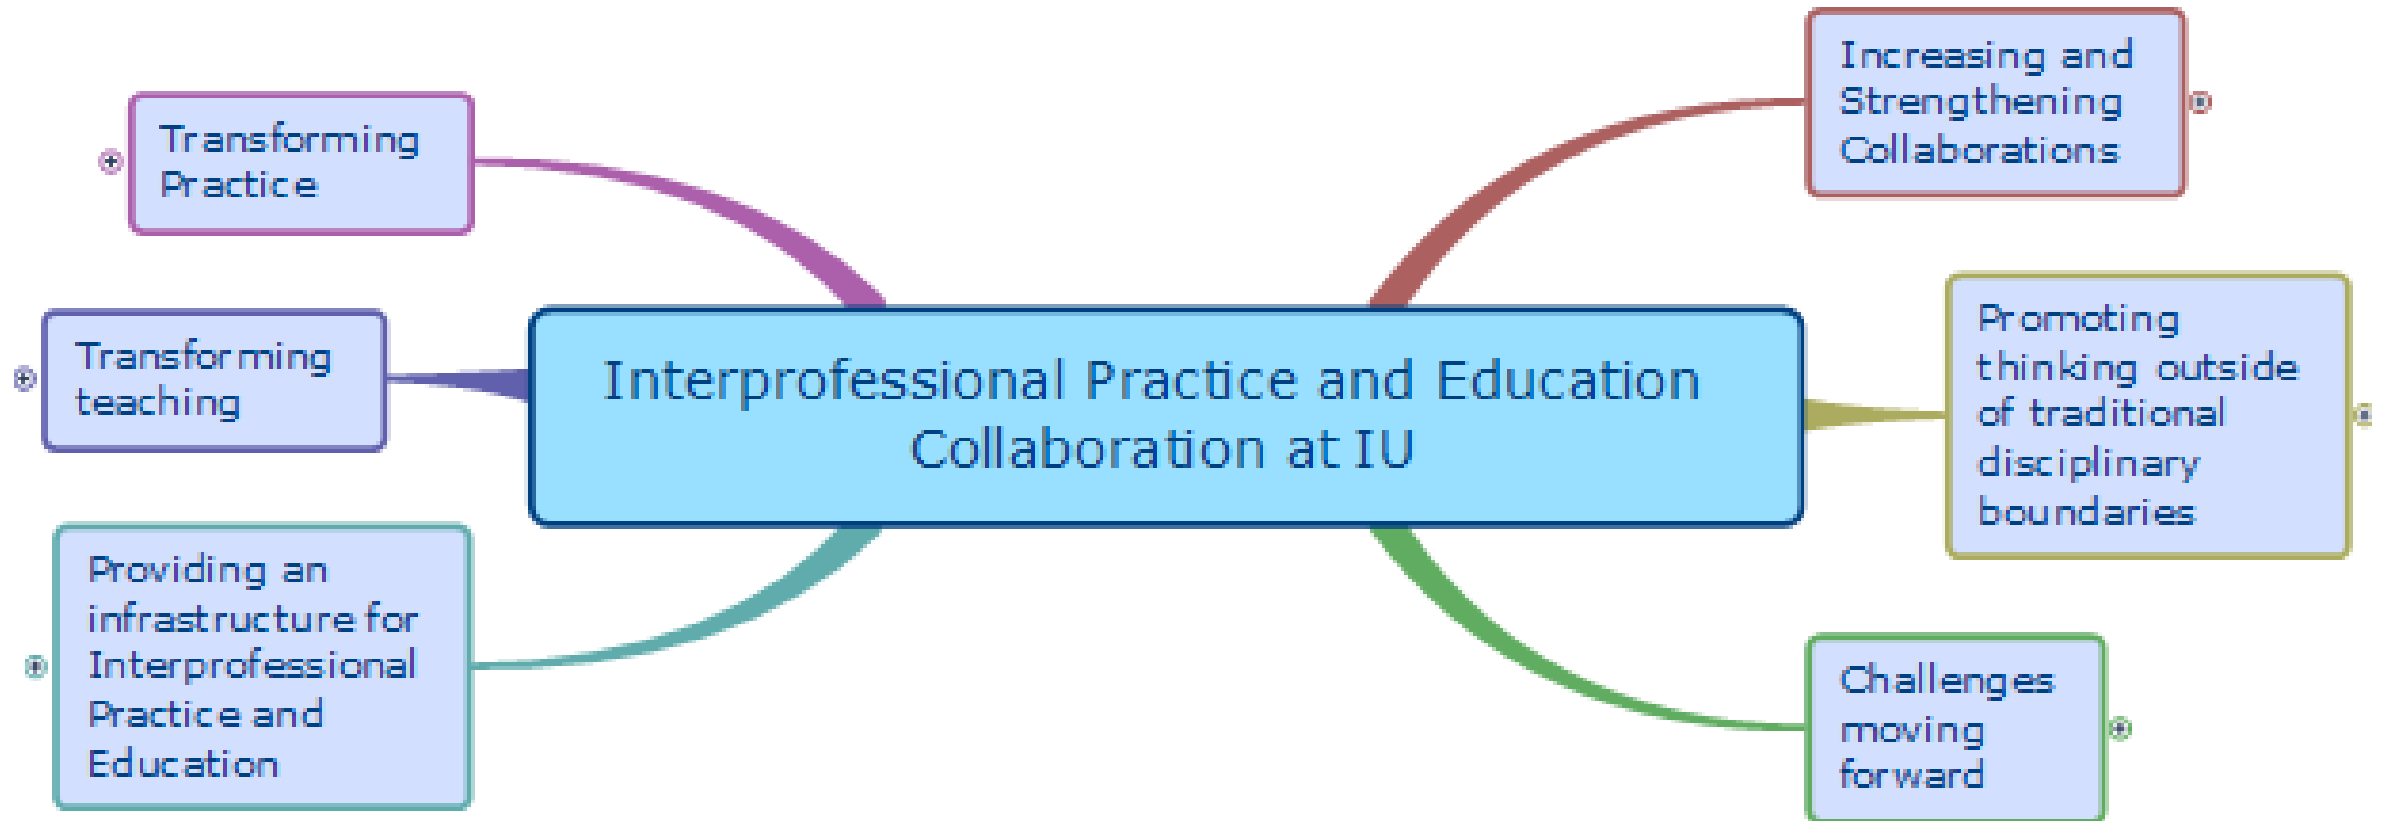 Transforming
Practice
Transforming
teaching
Providing an
infrastructure for
Interprofessional
Practice and
Education
Interprofessional Practice and Education
Collaboration at IU
Increasing and
Strengthening
Collaborations
Promoting
thinking outside
of traditional
disciplinary
boundaries
Challenges
moving
forward